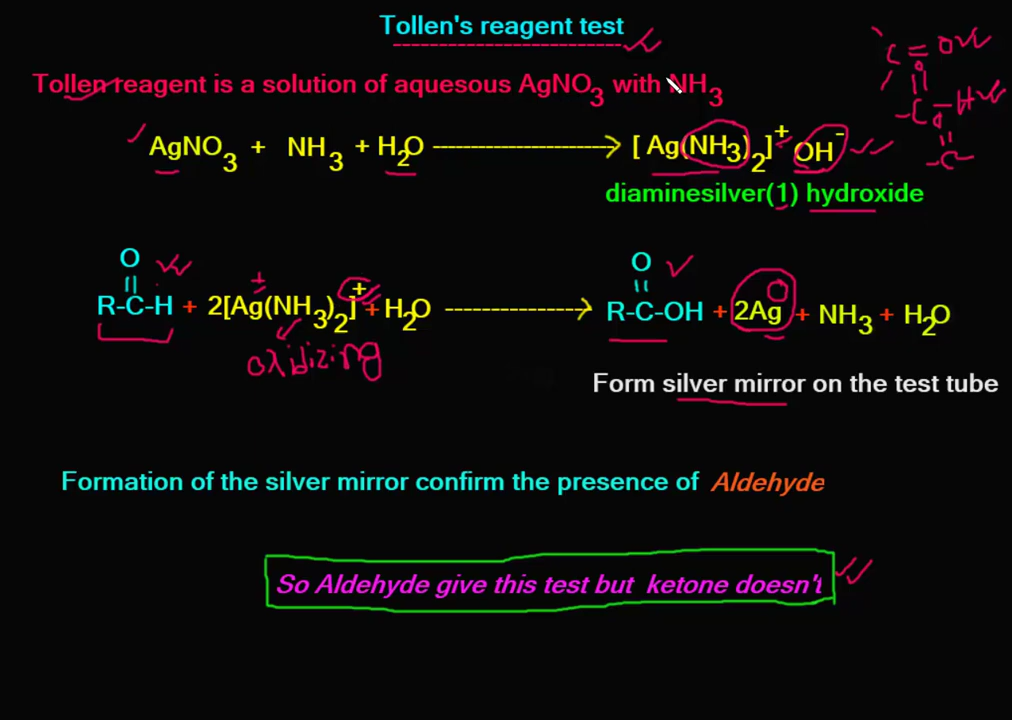 Tollen's reagent test
Tollen reagent is a solution of aquesous AgNO3 with NH3
C = O
AgNO3 + NH3 + H2O -----------------------> [ Ag(NH3)2]+ OH-
-C-H
-C-
diaminesilver(1) hydroxide
O
||
R-C-H + 2[Ag(NH3)2]+ + H2O ----------------> 
oxidizing
O
||
R-C-OH + 2Ag + NH3 + H2O
Form silver mirror on the test tube
Formation of the silver mirror confirm the presence of Aldehyde
So Aldehyde give this test but ketone doesn't